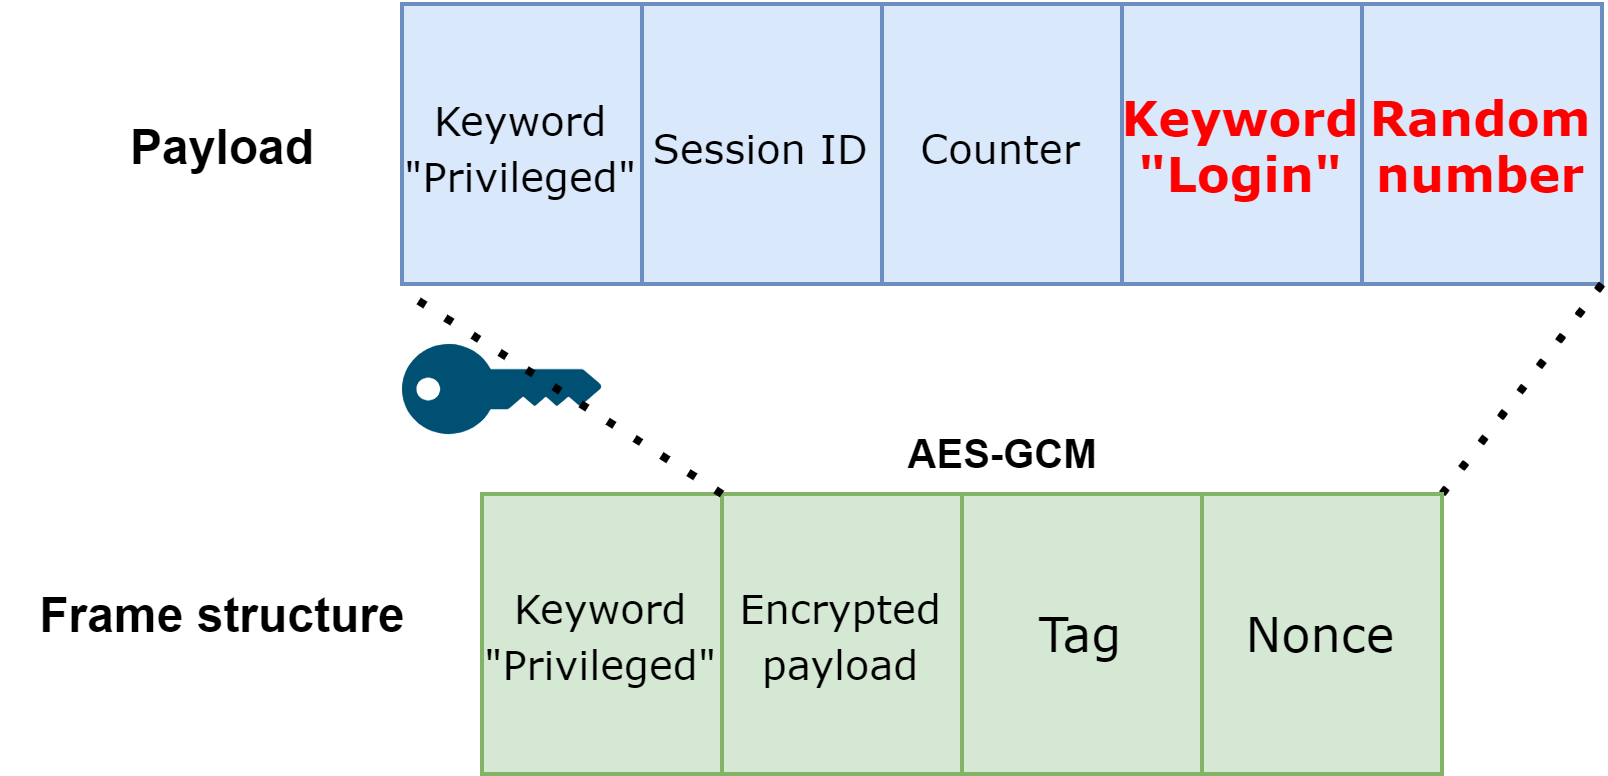 Payload
Keyword
"Privileged"
Session ID
Counter
Keyword
"Login"
Random
number
AES-GCM
Frame structure
Keyword
"Privileged"
Encrypted
payload
Tag
Nonce